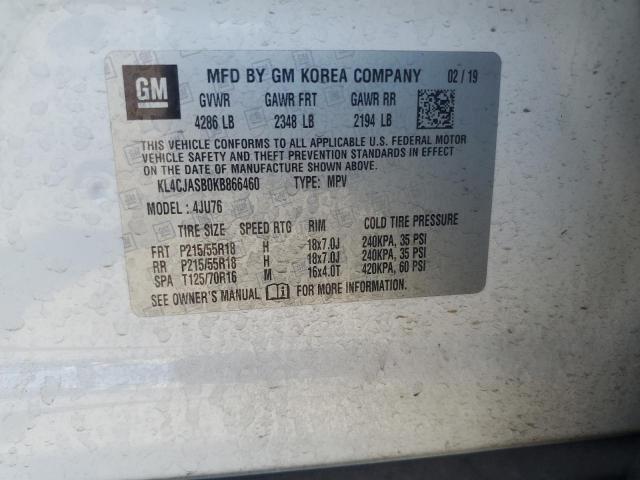 GM
MFD BY GM KOREA COMPANY 02 / 19
GVWR GAWR FRT GAWR RR
4286 LB 2348 LB 2194 LB
THIS VEHICLE CONFORMS TO ALL APPLICABLE U.S. FEDERAL MOTOR
VEHICLE SAFETY AND THEFT PREVENTION STANDARDS IN EFFECT ON
THE DATE OF MANUFACTURE SHOWN ABOVE.
KL4CJASB0KB866460 TYPE: MPV
MODEL : 4JU76
TIRE SIZE SPEED RTG RIM COLD TIRE PRESSURE
FRT P215/55R18 H 18x7.0J 240KPA, 35 PSI
RR P215/55R18 H 18x7.0J 240KPA, 35 PSI
SPA T125/70R16 M 16x4.0T 420KPA, 60 PSI
SEE OWNER'S MANUAL FOR MORE INFORMATION.